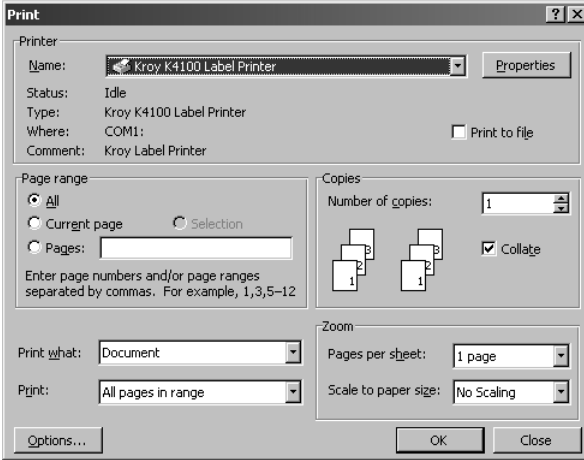 Print
Printer
Name: Kroy K4100 Label Printer Properties
Status: Idle
Type: Kroy K4100 Label Printer
Where: COM1: Print to file
Comment: Kroy Label Printer
Page range
All
Current page Selection
Pages:
Enter page numbers and/or page ranges
separated by commas. For example, 1,3,5–12
Copies
Number of copies: 1
3 3
2 2
1 1
Collate
Print what: Document
Print: All pages in range
Zoom
Pages per sheet: 1 page
Scale to paper size: No Scaling
Options... OK Close